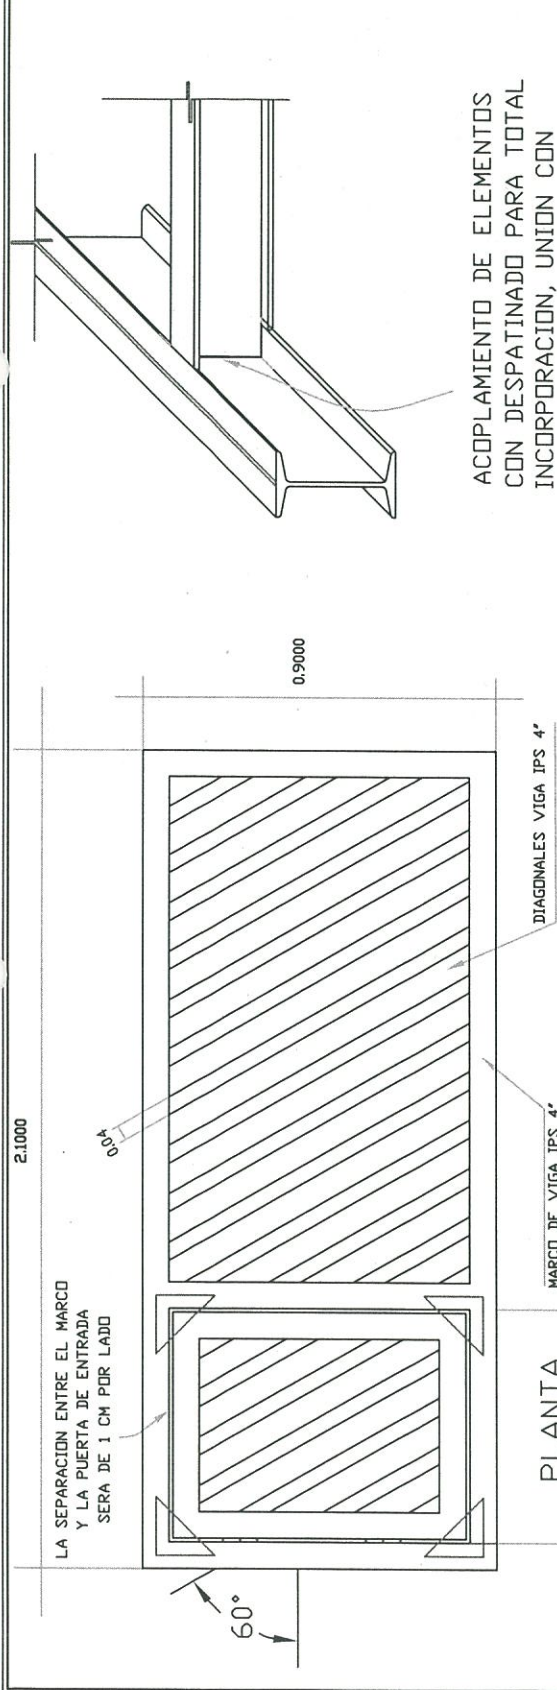 2.1000
LA SEPARACION ENTRE EL MARCO
Y LA PUERTA DE ENTRADA
SERA DE 1 CM POR LADO
0.04
0.9000
60°
DIAGONALES VIGA IPS 4"
MARCO DE VIGA IPS 4"
PLANTA
ACOPLAMIENTO DE ELEMENTOS
CON DESPATINADO PARA TOTAL
INCORPORACION, UNION CON